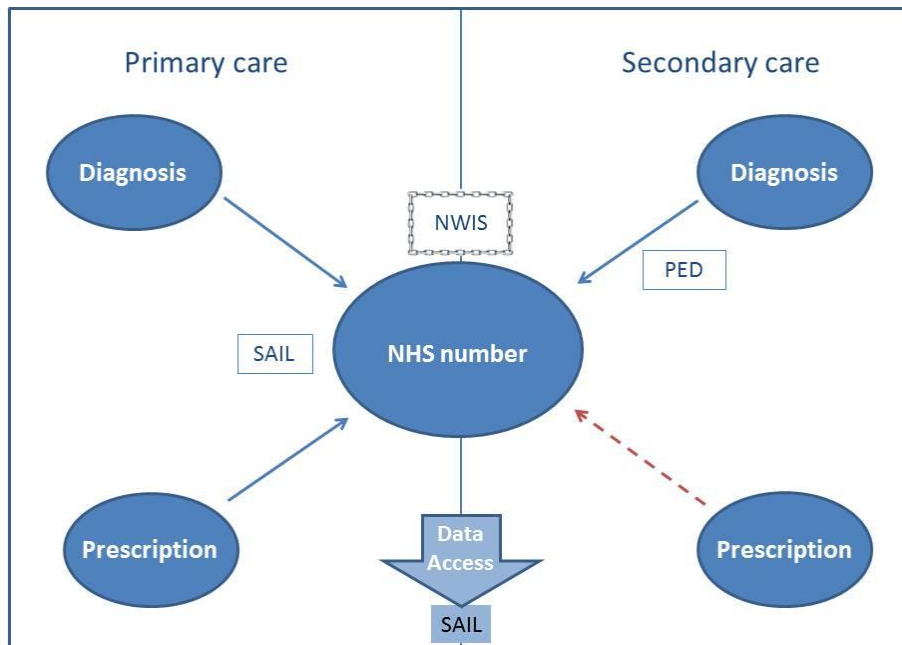 Primary care
Secondary care
Diagnosis
Diagnosis
NWIS
PED
SAIL
NHS number
Prescription
Data
Access
Prescription
SAIL